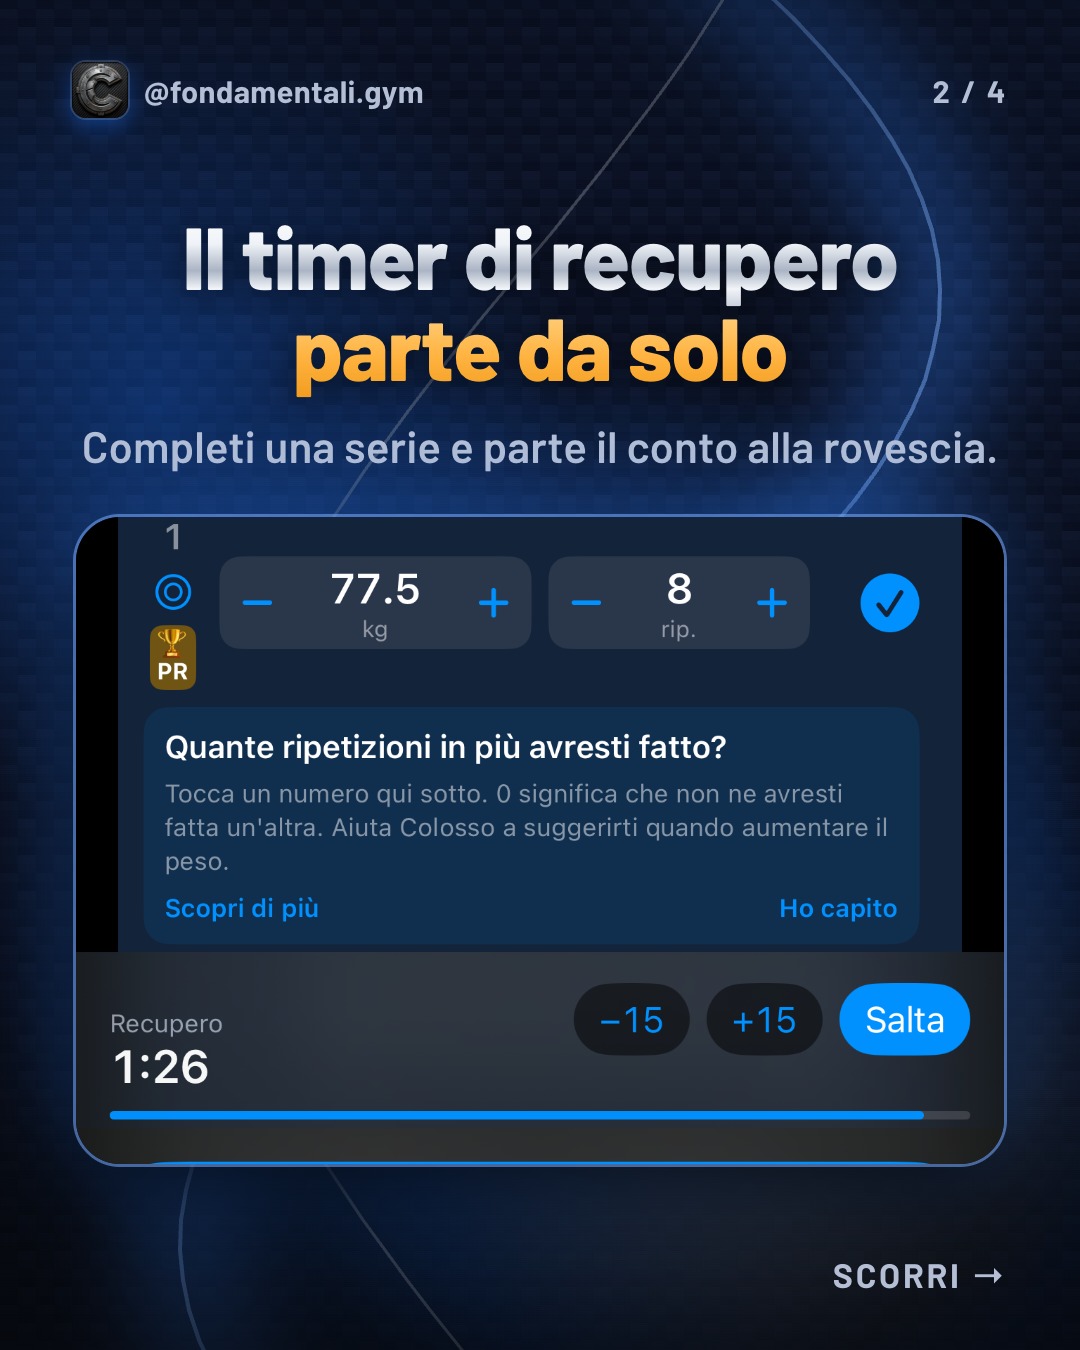 @fondamentali.gym
2 / 4
Il timer di recupero
parte da solo
Completi una serie e parte il conto alla rovescia.
1
− 77.5 +
kg
− 8 +
rip.
PR
Quante ripetizioni in più avresti fatto?
Tocca un numero qui sotto. 0 significa che non ne avresti
fatta un'altra. Aiuta Colosso a suggerirti quando aumentare il
peso.
Scopri di più
Ho capito
Recupero
1:26
−15
+15
Salta
SCORRI →